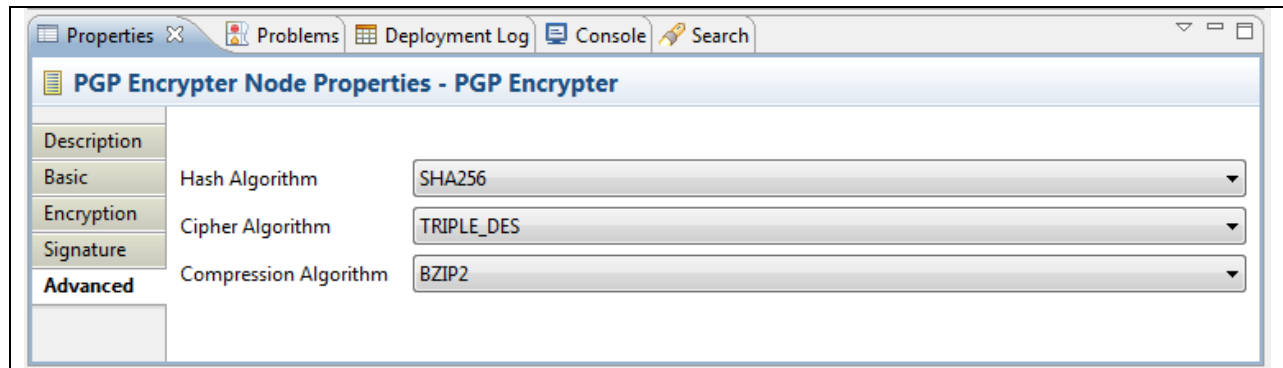 Properties Problems Deployment Log Console Search
PGP Encrypter Node Properties - PGP Encrypter
Description
Basic
Encryption
Signature
Advanced
Hash Algorithm SHA256
Cipher Algorithm TRIPLE_DES
Compression Algorithm BZIP2